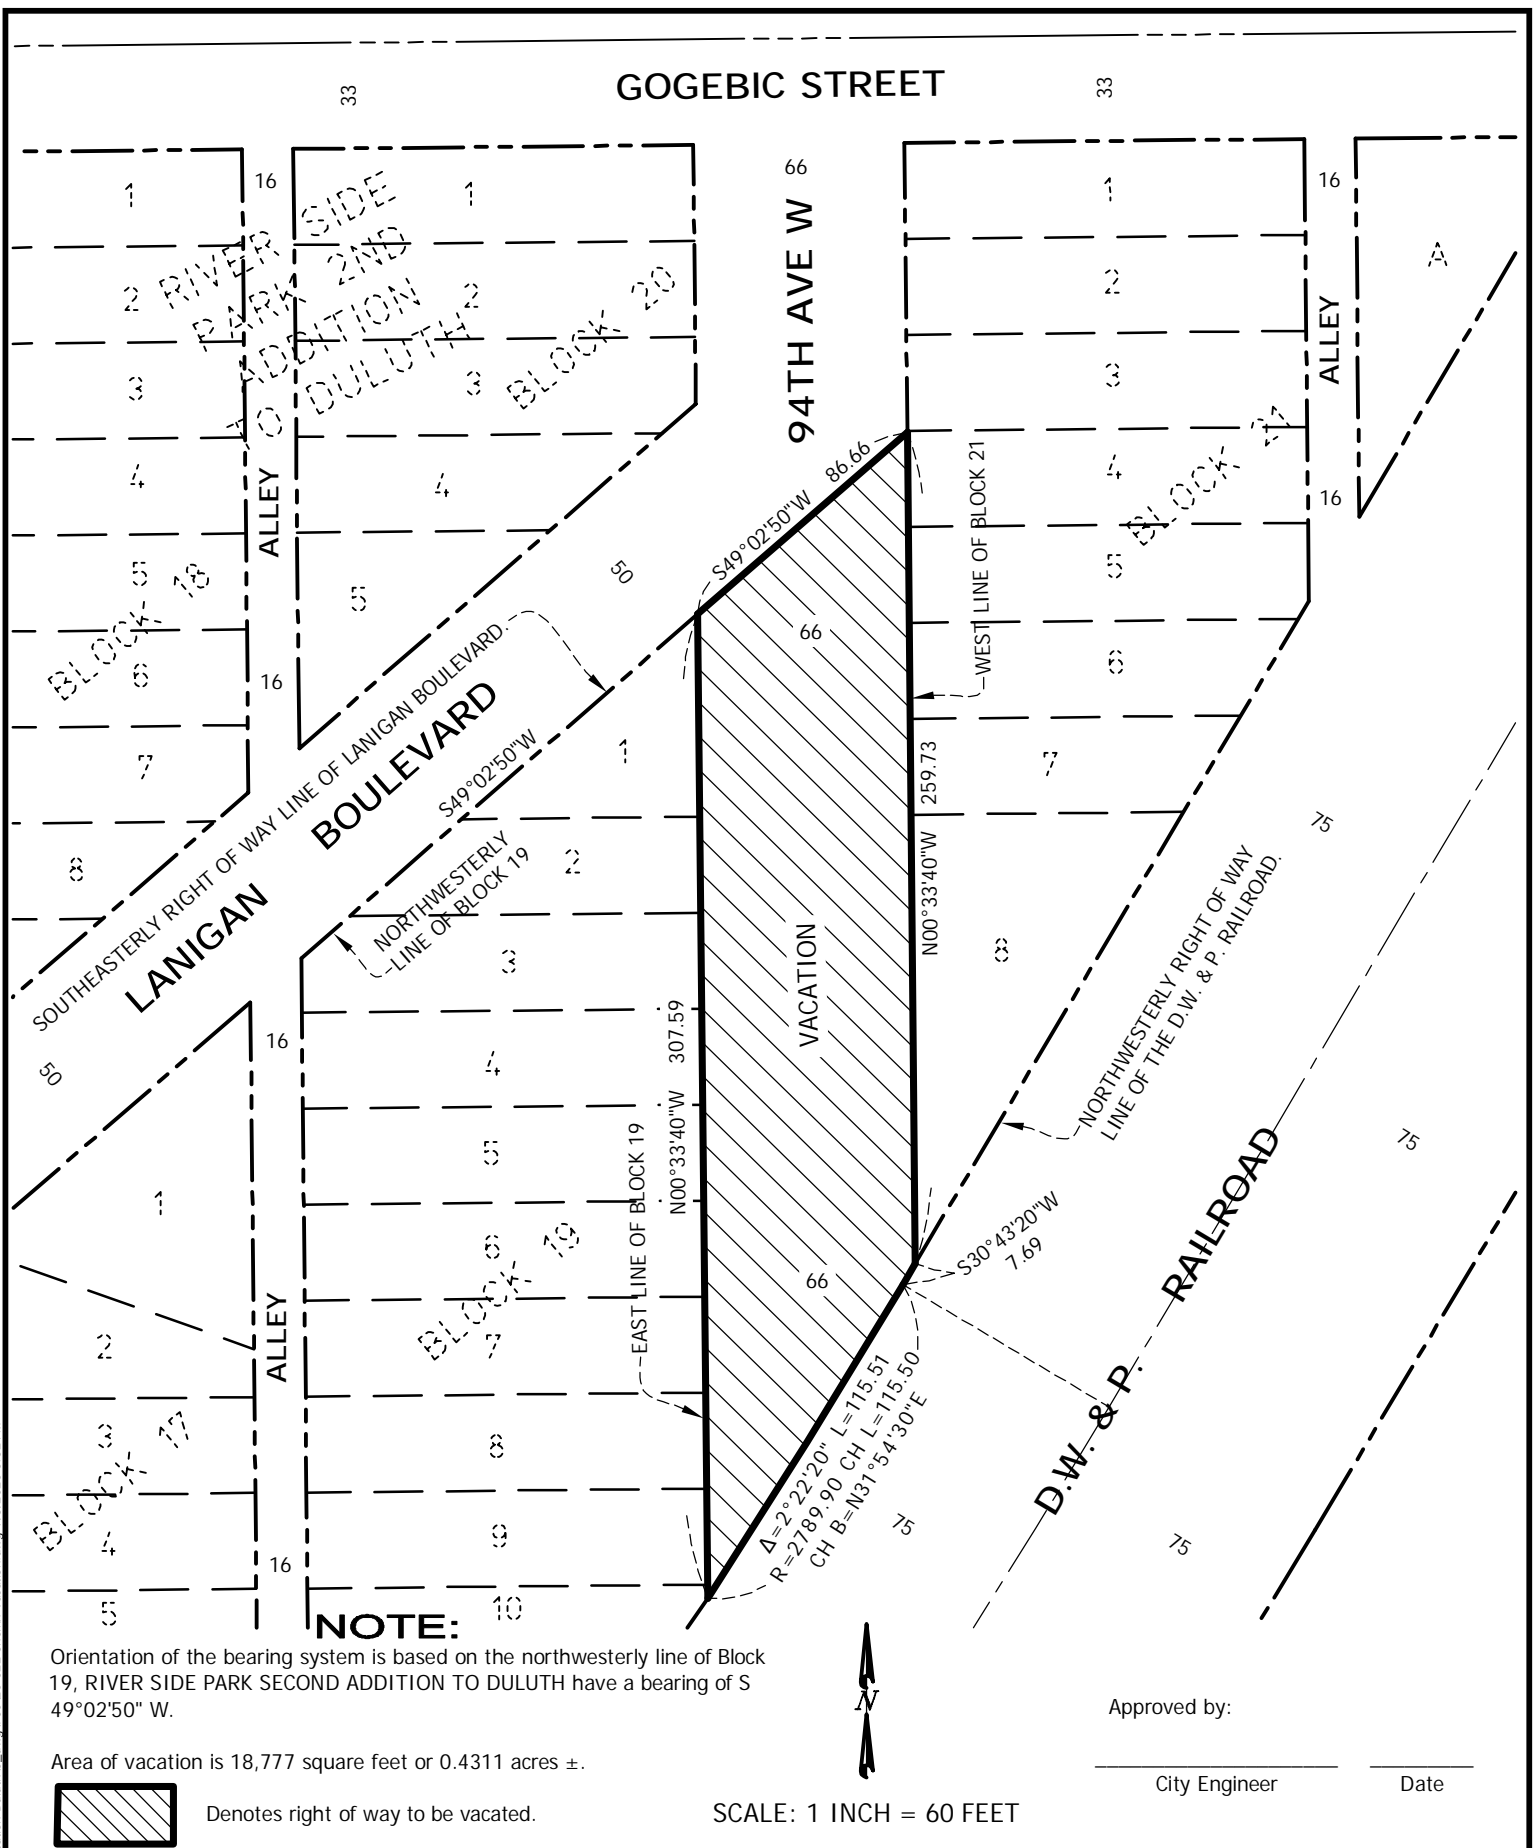 GOGEBIC STREET
33
33
66
16
16
1
1
1
RIVER SIDE
PARK 2ND
ADDITION
TO DULUTH
94TH AVE W
A
2
2
2
BLOCK 20
ALLEY
3
3
3
BLOCK 21
4
4
4
16
ALLEY
S49°02'50"W 86.66
WEST LINE OF BLOCK 21
5
5
5
50
BLOCK 18
66
6
6
16
SOUTHEASTERLY RIGHT OF WAY LINE OF LANIGAN BOULEVARD.
LANIGAN BOULEVARD
S49°02'50"W
1
7
7
N00°33'40"W 259.73
75
8
2
NORTHWESTERLY
LINE OF BLOCK 19
VACATION
3
8
NORTHWESTERLY RIGHT OF WAY
LINE OF THE D.W. & P. RAILROAD.
50
16
4
N00°33'40"W 307.59
75
1
5
EAST LINE OF BLOCK 19
D.W. & P. RAILROAD
S30°43'20"W
7.69
6
BLOCK 19
66
ALLEY
2
7
Δ=2°22'20" L=115.51
R=2789.90 CH L=115.50
CH B=N31°54'30"E
3
BLOCK 17
8
75
75
4
9
16
5
10
NOTE:
Orientation of the bearing system is based on the northwesterly line of Block
19, RIVER SIDE PARK SECOND ADDITION TO DULUTH have a bearing of S
49°02'50" W.
N
Approved by:
Area of vacation is 18,777 square feet or 0.4311 acres ±.
City Engineer
Date
Denotes right of way to be vacated.
SCALE: 1 INCH = 60 FEET